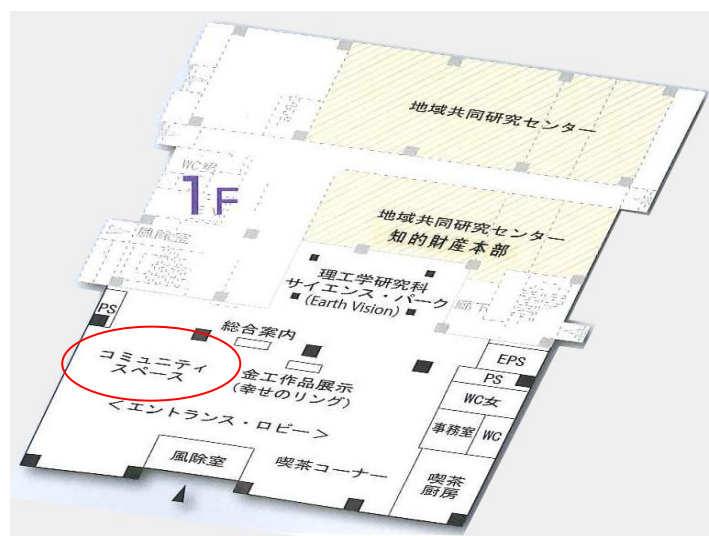 地域共同研究センター
WC男
1F
地域共同研究センター
知的財産本部
風除室
理工学研究科
サイエンス・パーク
(Earth Vision)
廊下
PS
総合案内
コミュニティ
スペース
金工作品展示
(幸せのリング)
EPS
PS
WC女
<エントランス・ロビー>
事務室
WC
風除室
喫茶コーナー
喫茶
厨房